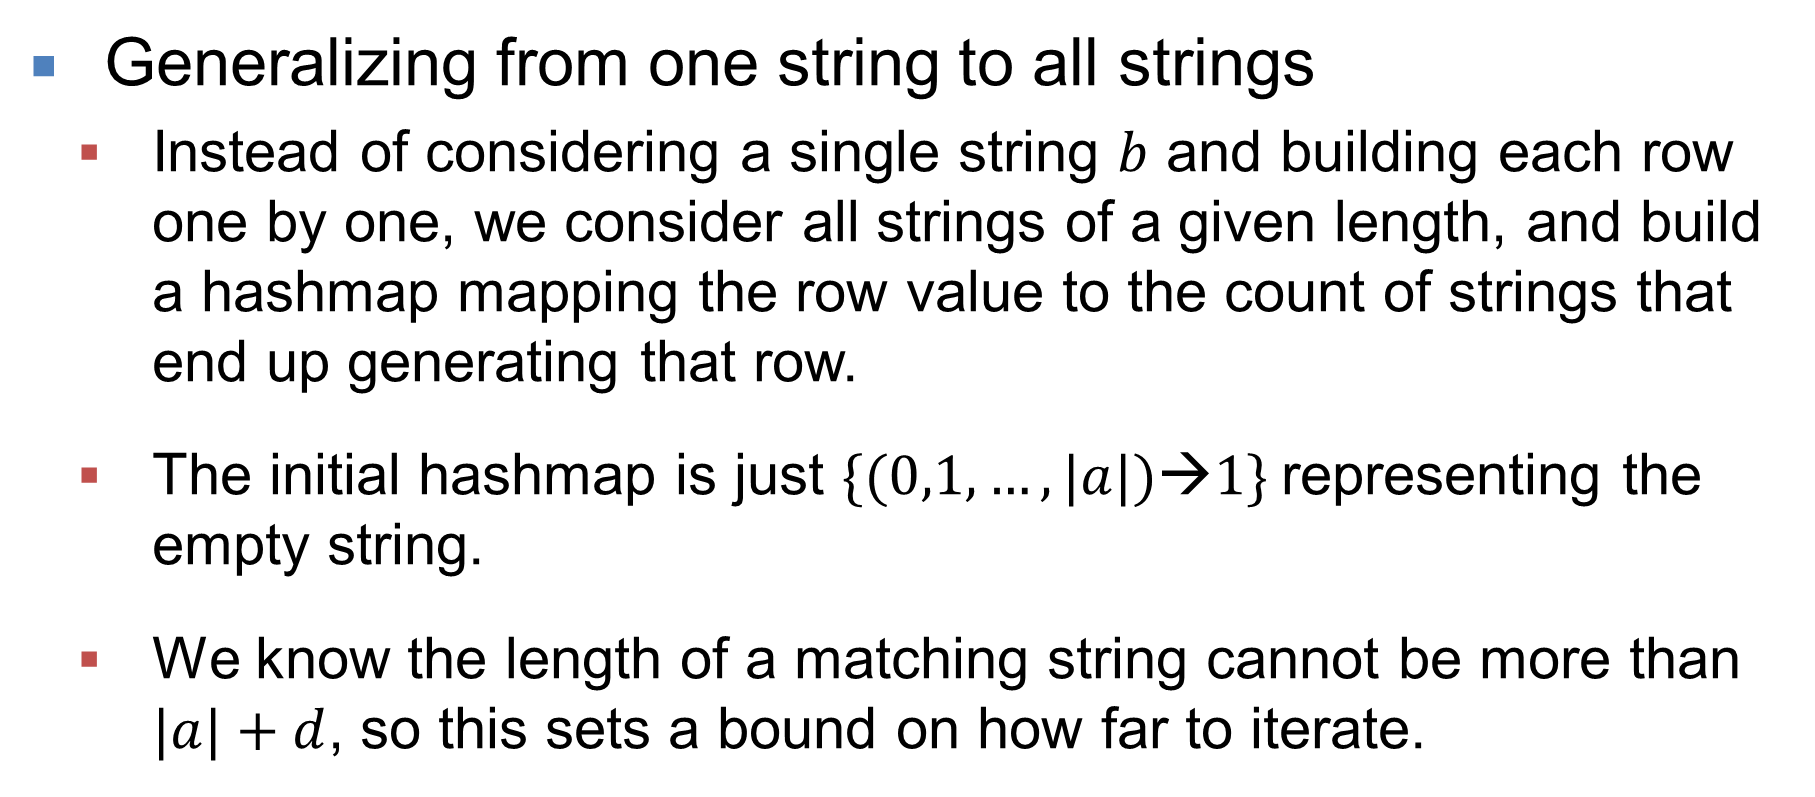 Generalizing from one string to all strings
Instead of considering a single string b and building each row
one by one, we consider all strings of a given length, and build
a hashmap mapping the row value to the count of strings that
end up generating that row.
The initial hashmap is just {(0,1, … , |a|)→1} representing the
empty string.
We know the length of a matching string cannot be more than
|a| + d, so this sets a bound on how far to iterate.